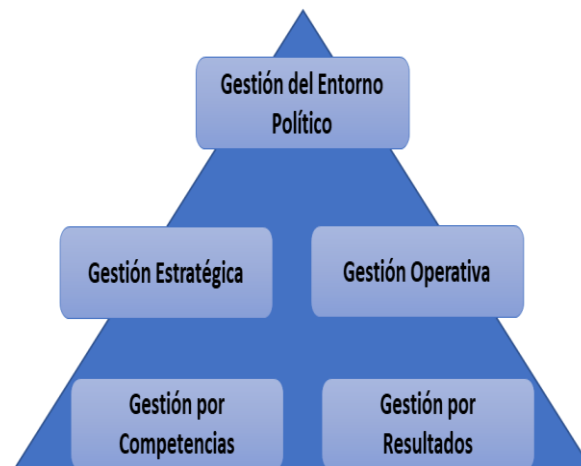 Gestión del Entorno
Político
Gestión Estratégica
Gestión Operativa
Gestión por
Competencias
Gestión por
Resultados